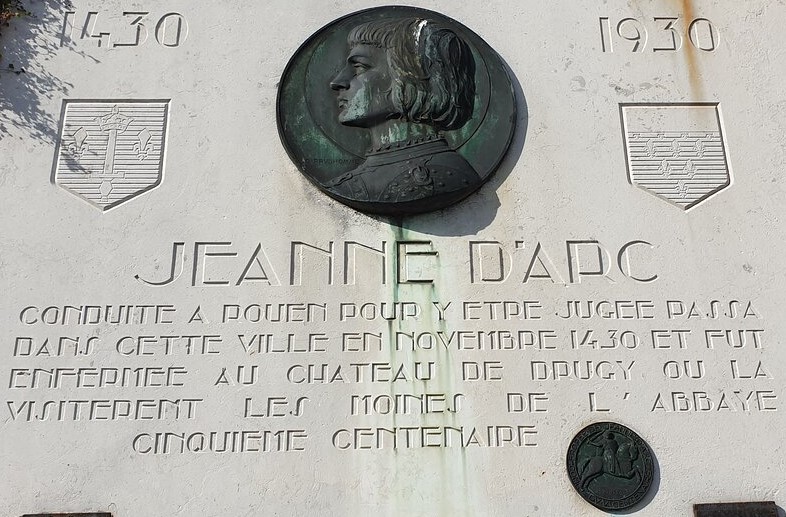 1430
1930
JEANNE D'ARC
CONDUITE A ROUEN POUR Y ETRE JUGEE PASSA
DANS CETTE VILLE EN NOVEMBRE 1430 ET FUT
ENFERMEE AU CHATEAU DE DRUGY OU LA
VISITERENT LES MOINES DE L'ABBAYE
CINQUIEME CENTENAIRE